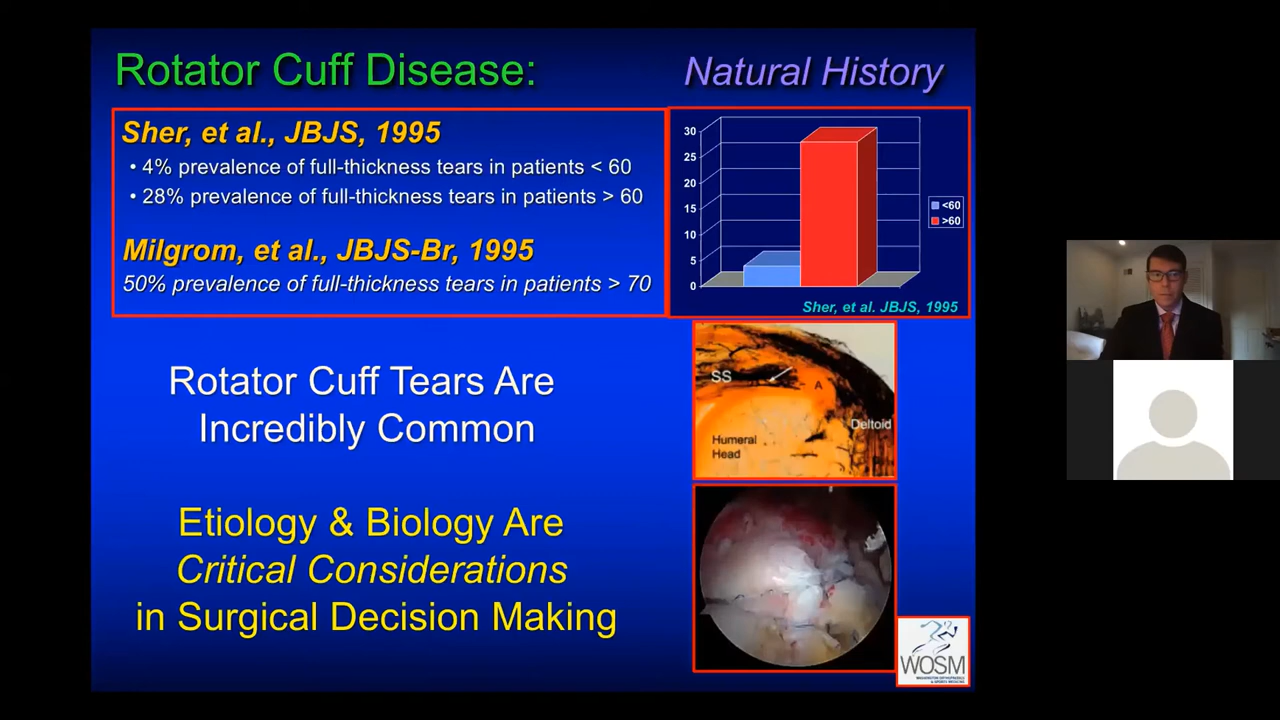 Rotator Cuff Disease:
Natural History
Sher, et al., JBJS, 1995
• 4% prevalence of full-thickness tears in patients < 60
• 28% prevalence of full-thickness tears in patients > 60
Milgrom, et al., JBJS-Br, 1995
50% prevalence of full-thickness tears in patients > 70
30
25
20
15
10
5
0
<60
>60
Sher, et al. JBJS, 1995
Rotator Cuff Tears Are
Incredibly Common
SS
A
Deltoid
Humeral
Head
Etiology & Biology Are
Critical Considerations
in Surgical Decision Making
WOSM
WASHINGTON ORTHOPAEDICS
& SPORTS MEDICINE